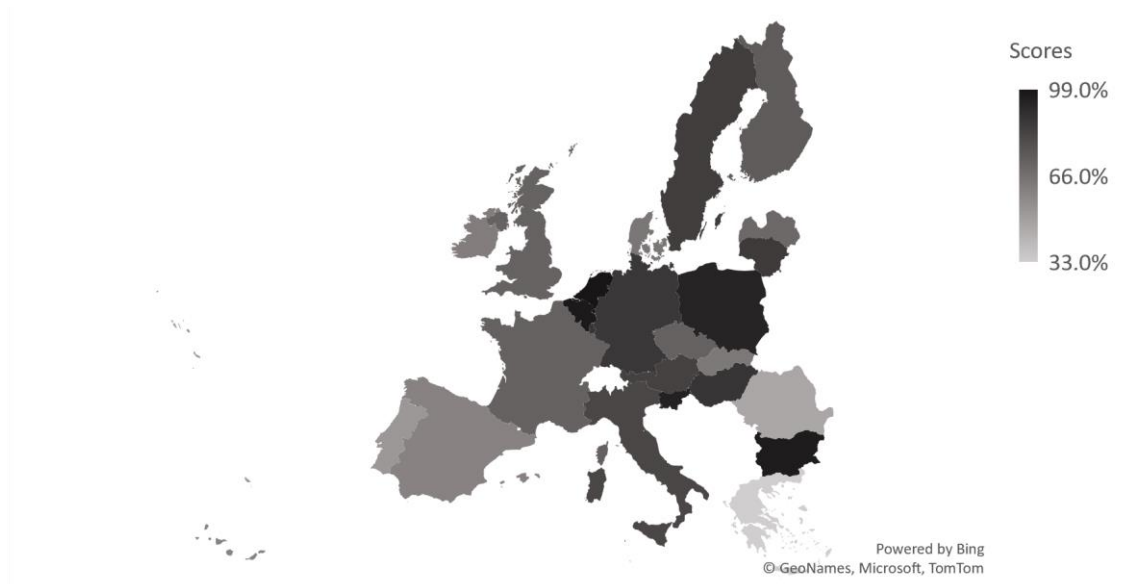 Scores
99.0%
66.0%
33.0%
Powered by Bing
© GeoNames, Microsoft, TomTom